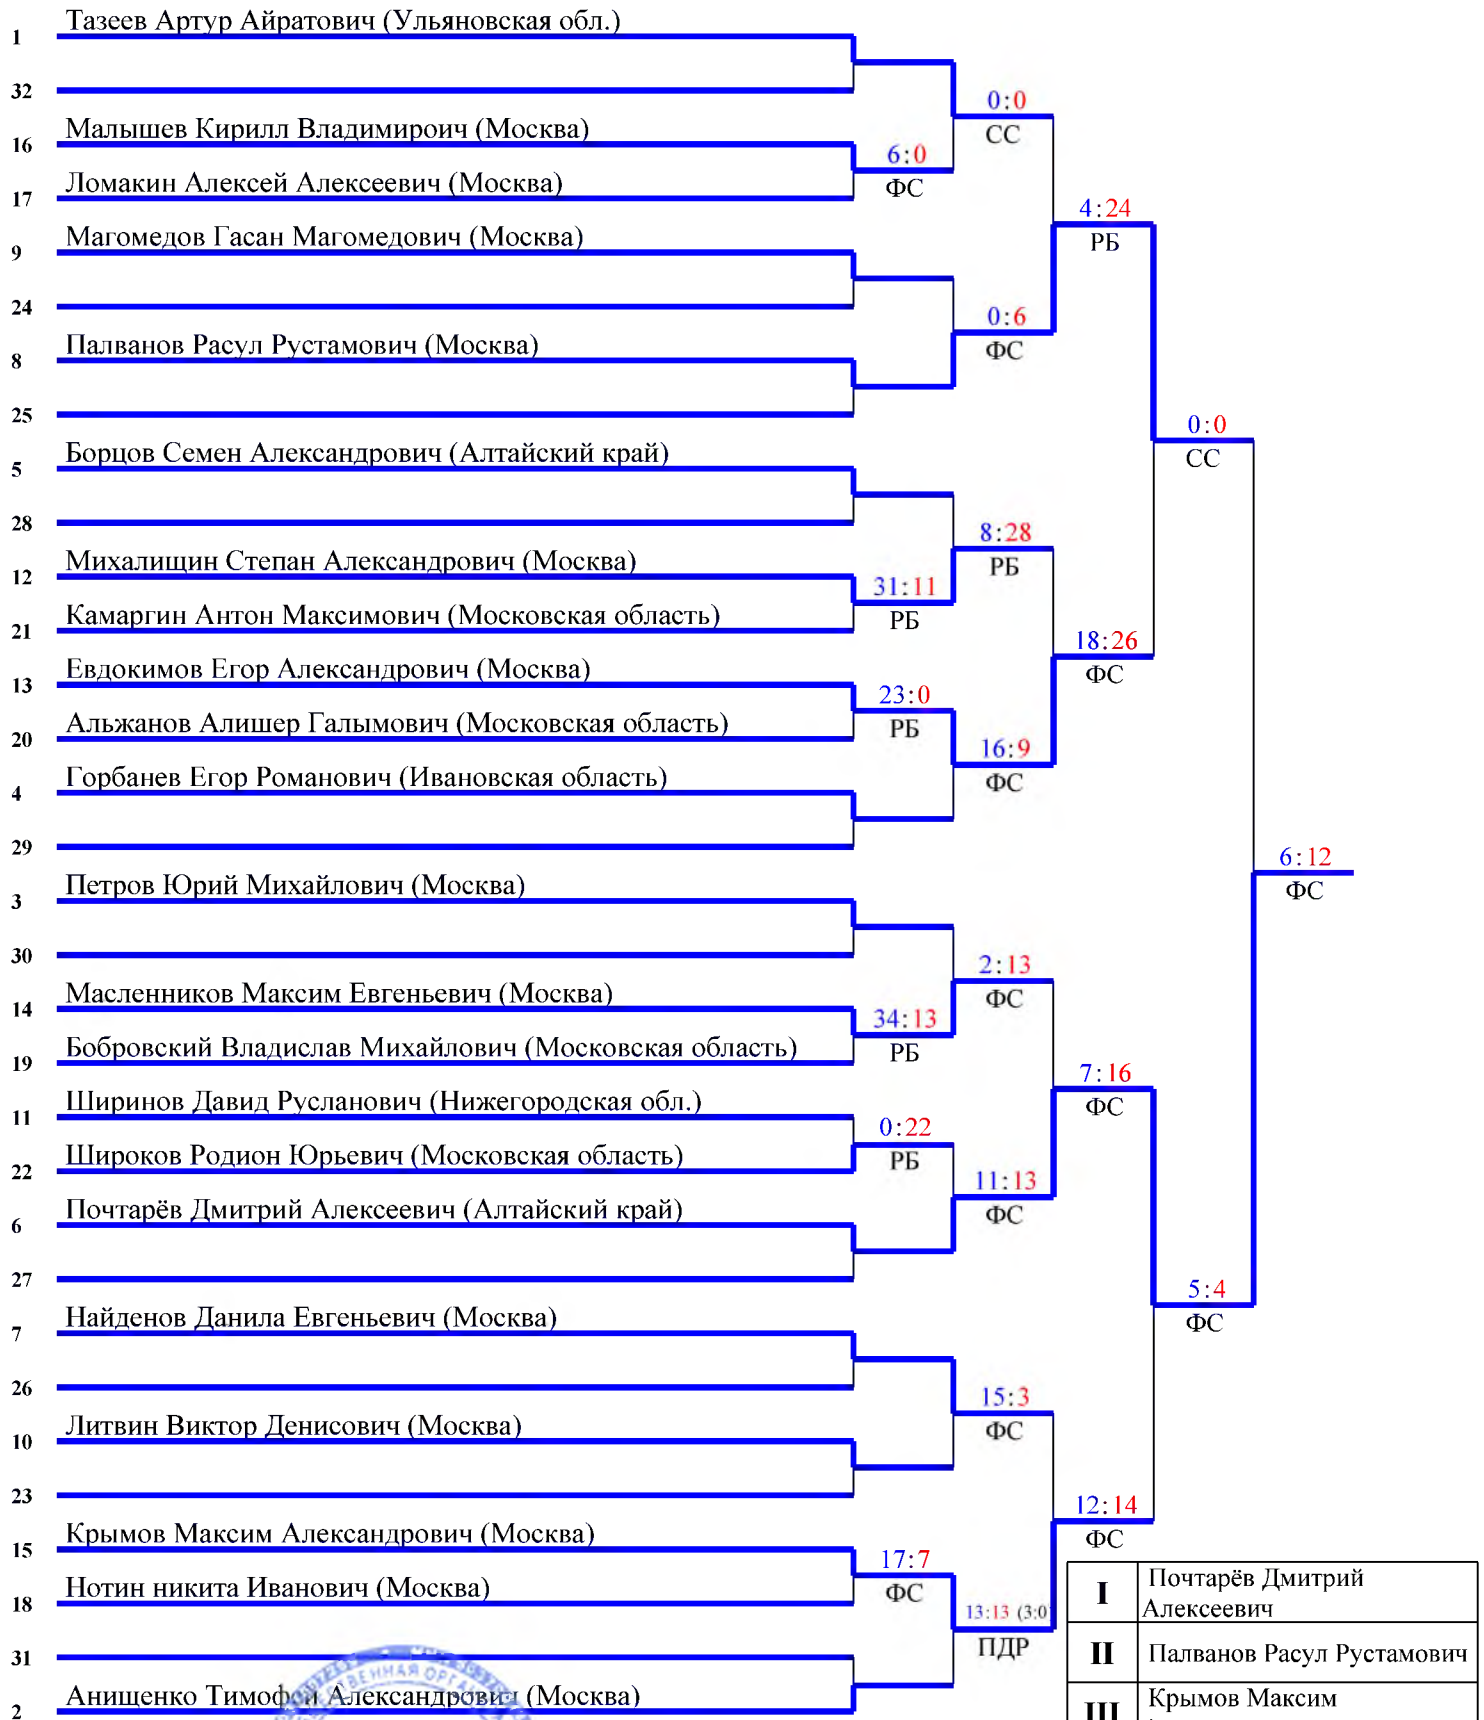 Тазеев Артур Айратович (Ульяновская обл.)
1
32
0:0
СС
Малышев Кирилл Владимироич (Москва)
16
6:0
ФС
Ломакин Алексей Алексеевич (Москва)
17
4:24
РБ
Магомедов Гасан Магомедович (Москва)
9
24
0:6
ФС
Палванов Расул Рустамович (Москва)
8
25
0:0
СС
Борцов Семен Александрович (Алтайский край)
5
28
8:28
РБ
Михалищин Степан Александрович (Москва)
12
31:11
РБ
Камаргин Антон Максимович (Московская область)
21
18:26
ФС
Евдокимов Егор Александрович (Москва)
13
23:0
РБ
Альжанов Алишер Галымович (Московская область)
20
16:9
ФС
Горбанев Егор Романович (Ивановская область)
4
29
6:12
ФС
Петров Юрий Михайлович (Москва)
3
30
2:13
ФС
Масленников Максим Евгеньевич (Москва)
14
34:13
РБ
Бобровский Владислав Михайлович (Московская область)
19
7:16
ФС
Ширинов Давид Русланович (Нижегородская обл.)
11
0:22
РБ
Широков Родион Юрьевич (Московская область)
22
11:13
ФС
Почтарёв Дмитрий Алексеевич (Алтайский край)
6
27
5:4
ФС
Найденов Данила Евгеньевич (Москва)
7
26
15:3
ФС
Литвин Виктор Денисович (Москва)
10
23
12:14
ФС
Крымов Максим Александрович (Москва)
15
17:7
ФС
Нотин никита Иванович (Москва)
18
13:13 (3:0
ПДР
31
Анищенко Тимофей Александрович (Москва)
2
ВЕННАЯ
I Почтарёв Дмитрий
Алексеевич
II Палванов Расул Рустамович
III Крымов Максим